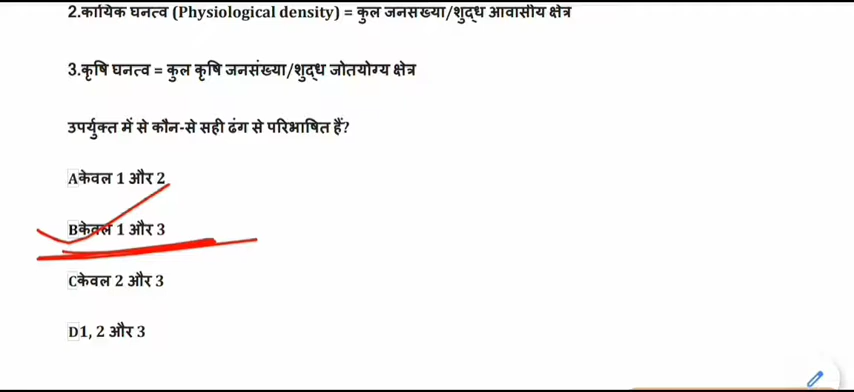 2.कायिक घनत्व (Physiological density) = कुल जनसख्या/शुद्ध आवासीय क्षेत्र
3.कृषि घनत्व = कुल कृषि जनसंख्या/शुद्ध जोतयोग्य क्षेत्र
उपर्युक्त में से कौन-से सही ढंग से परिभाषित हैं?
Aकेवल 1 और 2
Bकेवल 1 और 3
Cकेवल 2 और 3
D1, 2 और 3